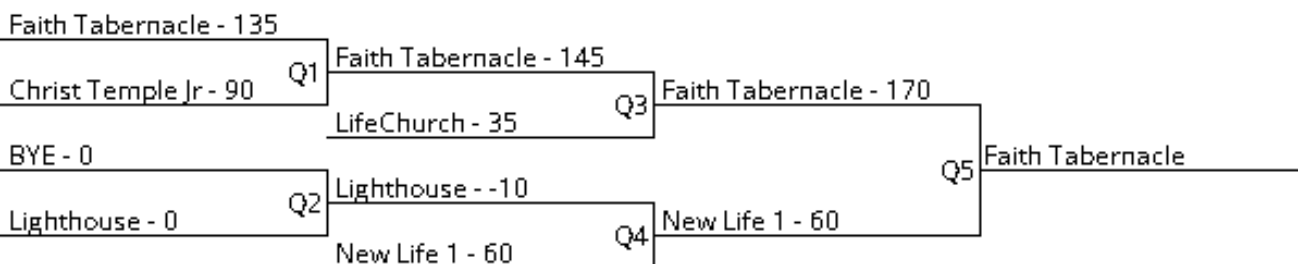 Faith Tabernacle - 135
Christ Temple Jr - 90
Q1
Faith Tabernacle - 145
LifeChurch - 35
Q3
Faith Tabernacle - 170
BYE - 0
Lighthouse - 0
Q2
Lighthouse - -10
New Life 1 - 60
Q4
New Life 1 - 60
Q5
Faith Tabernacle